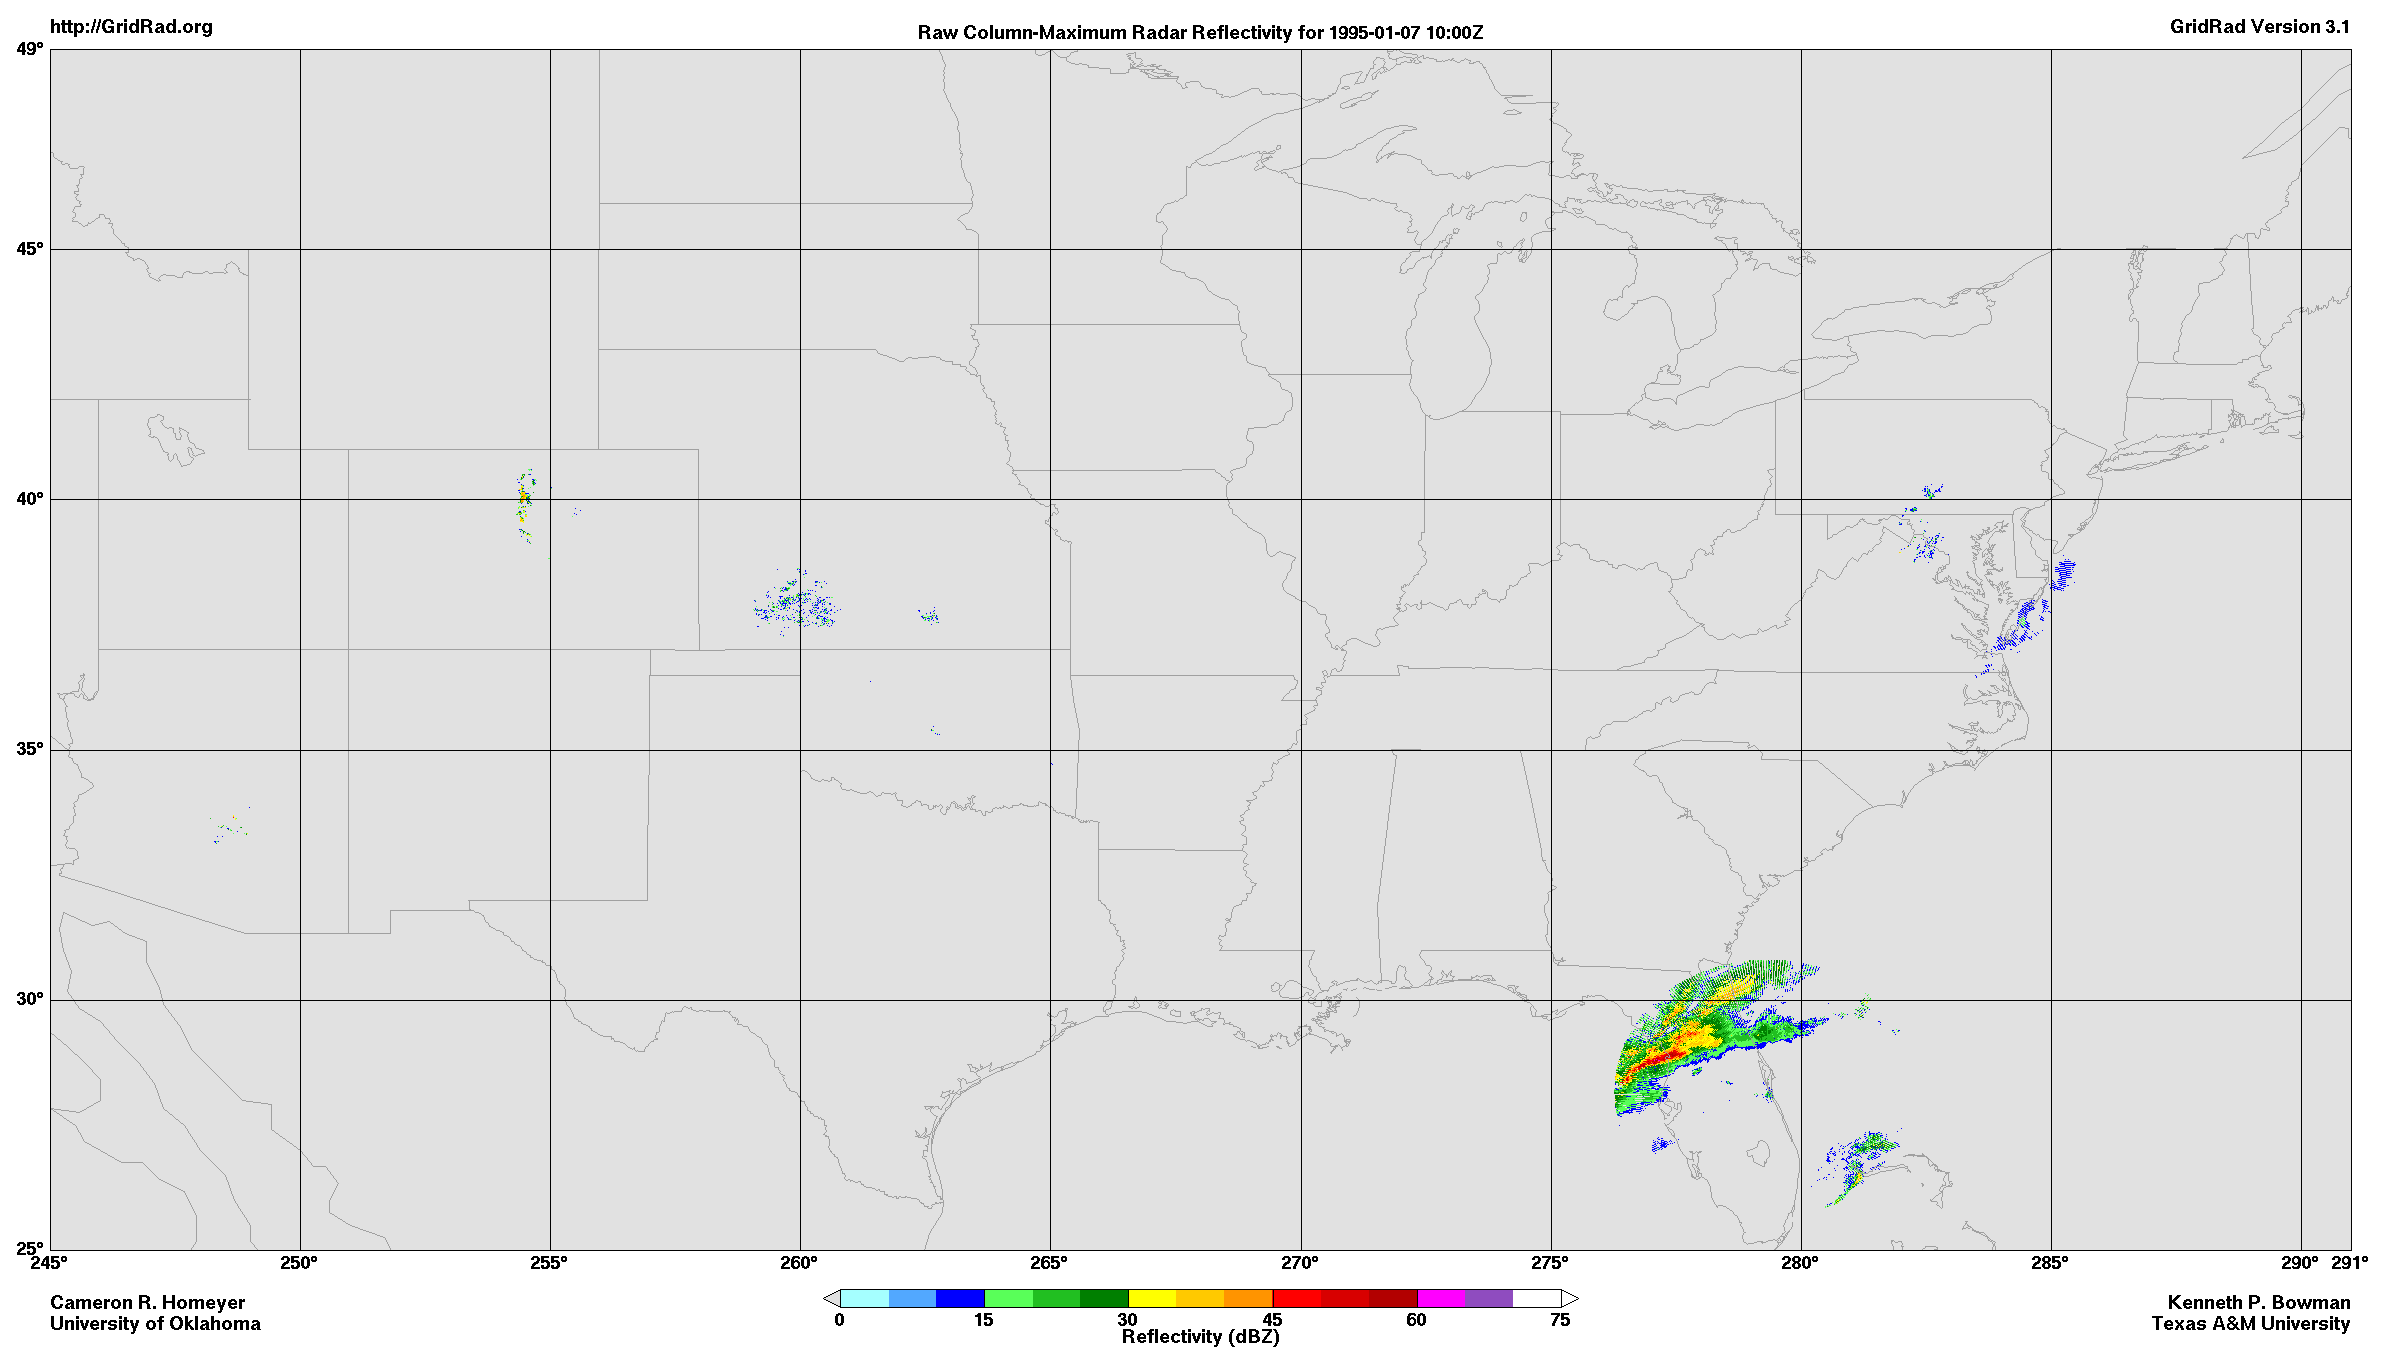 http://GridRad.org
Raw Column-Maximum Radar Reflectivity for 1995-01-07 10:00Z
GridRad Version 3.1
49°
45°
40°
35°
30°
25°
245° 250° 255° 260° 265° 270° 275° 280° 285° 290° 291°
Cameron R. Homeyer
University of Oklahoma
0 15 30 45 60 75
Reflectivity (dBZ)
Kenneth P. Bowman
Texas A&M University